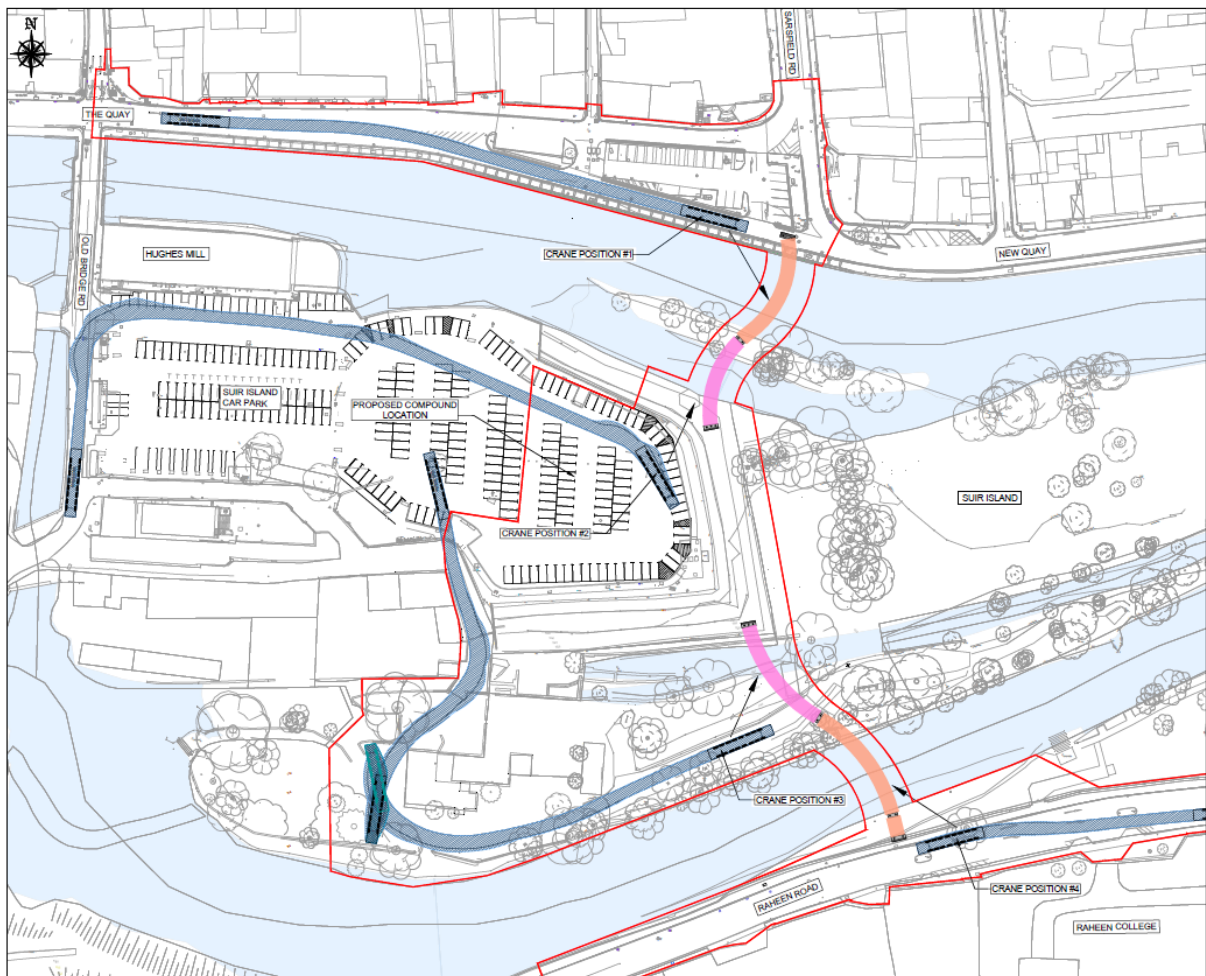 N
SARSFIELD RD
THE QUAY
CRANE POSITION #1
NEW QUAY
OLD BRIDGE RD
HUGHES MILL
SUIR ISLAND
CAR PARK
PROPOSED COMPOUND
LOCATION
SUIR ISLAND
CRANE POSITION #2
CRANE POSITION #3
CRANE POSITION #4
RAHEEN ROAD
RAHEEN COLLEGE